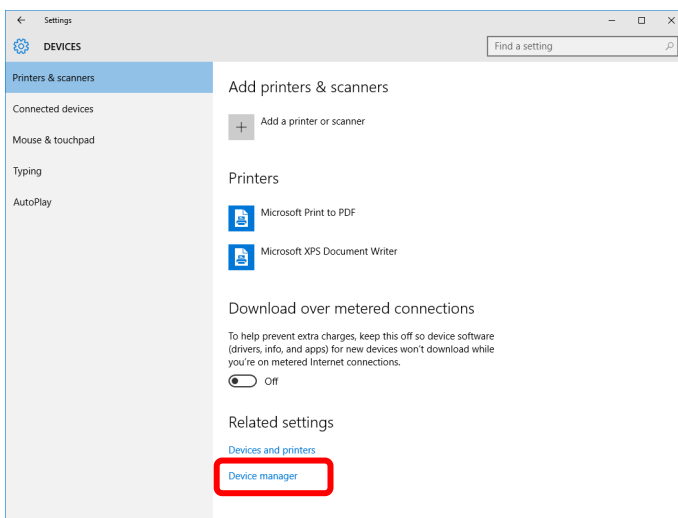 Settings
DEVICES
Find a setting
Printers & scanners
Connected devices
Mouse & touchpad
Typing
AutoPlay
Add printers & scanners
Add a printer or scanner
Printers
Microsoft Print to PDF
Microsoft XPS Document Writer
Download over metered connections
To help prevent extra charges, keep this off so device software
(drivers, info, and apps) for new devices won't download while
you're on metered Internet connections.
Off
Related settings
Devices and printers
Device manager